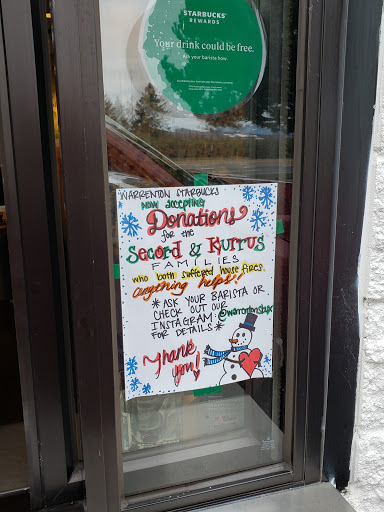 STARBUCKS®
REWARDS
Your drink could be free.
Ask your barista how.
WARRENTON STARBUCKS
NOW accepting
Donations
for the
Secord & Kurtus
FAMILIES
who both suffered house fires.
anything helps!
*ASK YOUR BARISTA OR
CHECK OUT OUR
INSTAGRAM: @warrentonsbux
FOR DETAILS*
Thank
you!